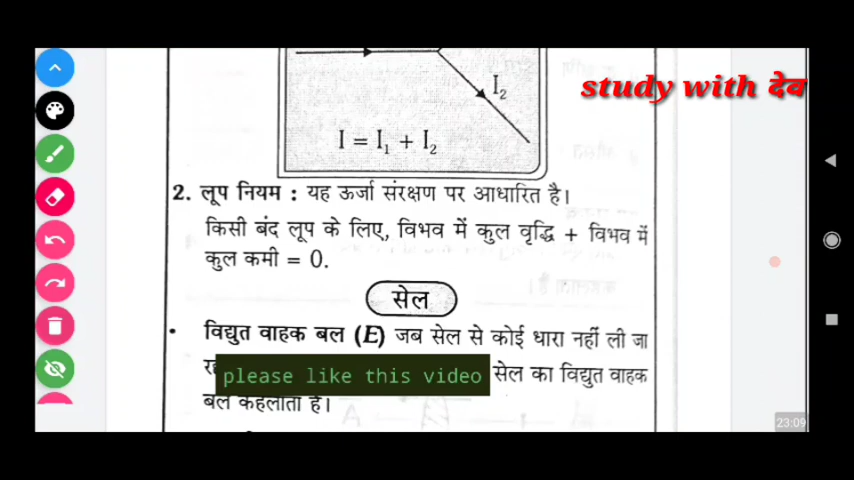 study with देव
I₂
I = I₁ + I₂
2. लूप नियम : यह ऊर्जा संरक्षण पर आधारित है।
किसी बंद लूप के लिए, विभव में कुल वृद्धि + विभव में
कुल कमी = 0.
सेल
• विद्युत वाहक बल (E) जब सेल से कोई धारा नहीं ली जा
please like this video सेल का विद्युत वाहक
बल कहलाता है।
23:09